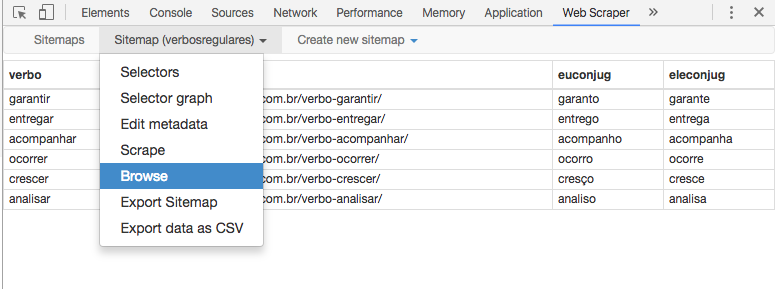 Elements Console Sources Network Performance Memory Application Web Scraper »
Sitemaps Sitemap (verbosregulares) Create new sitemap
verbo euconjug eleconjug
garantir .com.br/verbo-garantir/ garanto garante
entregar .com.br/verbo-entregar/ entrego entrega
acompanhar .com.br/verbo-acompanhar/ acompanho acompanha
ocorrer .com.br/verbo-ocorrer/ ocorro ocorre
crescer .com.br/verbo-crescer/ cresço cresce
analisar .com.br/verbo-analisar/ analiso analisa
Selectors
Selector graph
Edit metadata
Scrape
Browse
Export Sitemap
Export data as CSV